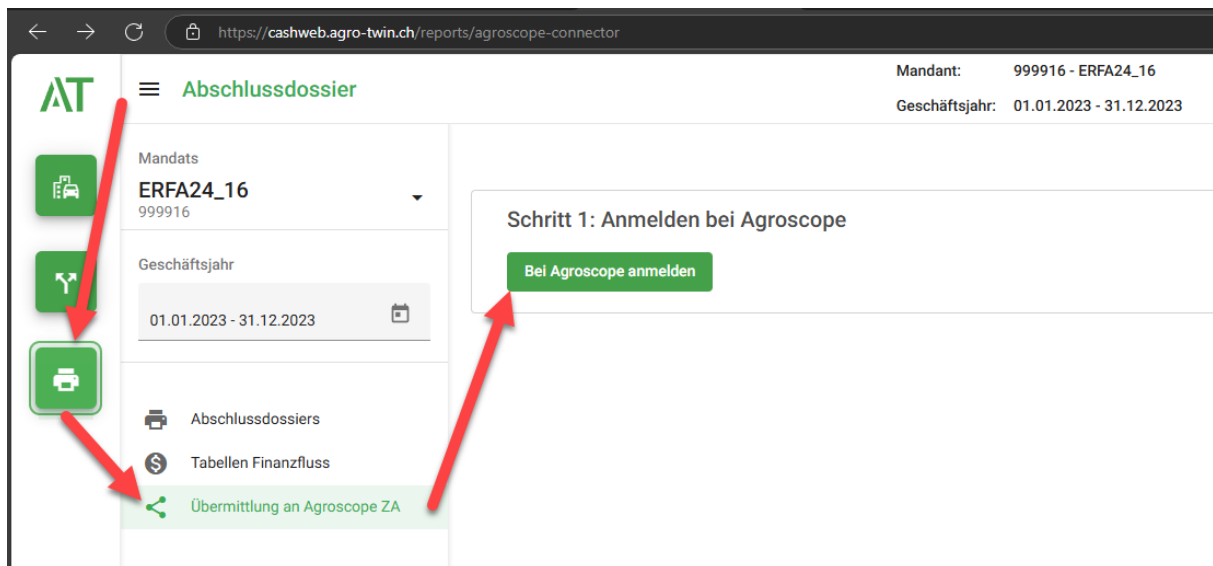 https://cashweb.agro-twin.ch/reports/agroscope-connector
AT
Abschlussdossier
Mandant: 999916 - ERFA24_16
Geschäftsjahr: 01.01.2023 - 31.12.2023
Mandats
ERFA24_16
999916
Geschäftsjahr
01.01.2023 - 31.12.2023
Abschlussdossiers
Tabellen Finanzfluss
Übermittlung an Agroscope ZA
Schritt 1: Anmelden bei Agroscope
Bei Agroscope anmelden